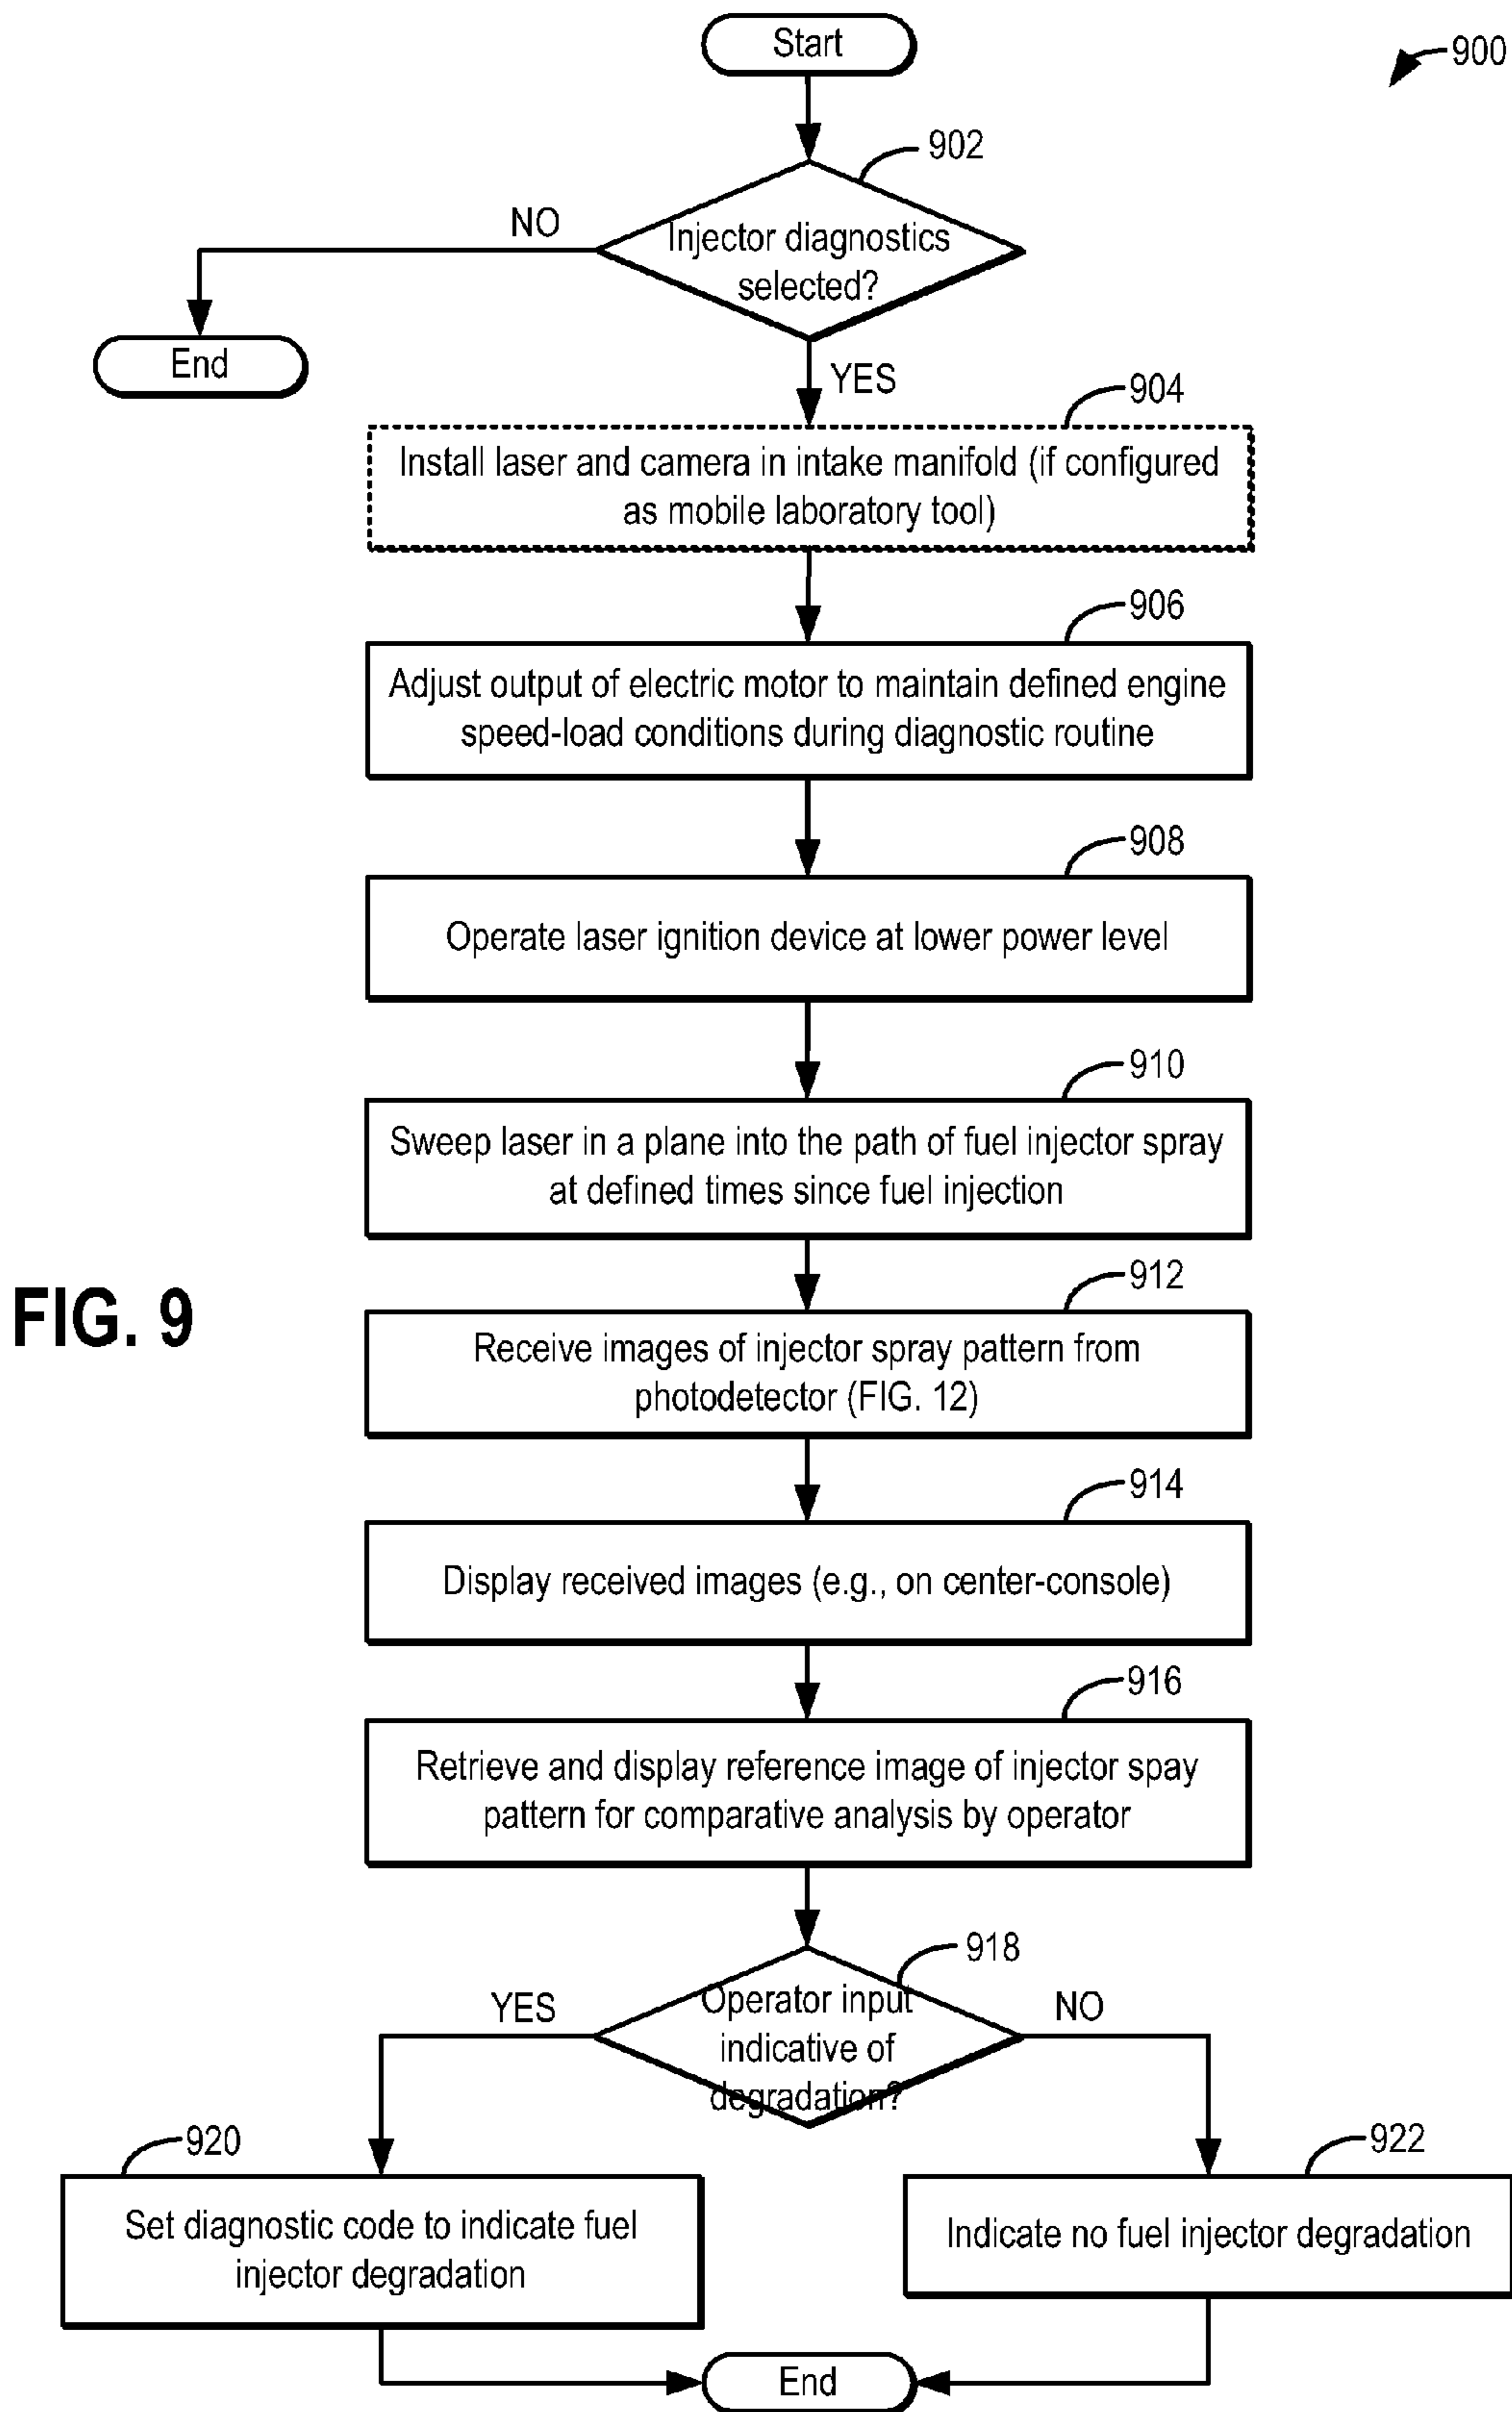 Start
900
902
Injector diagnostics
selected?
NO
End
YES
904
Install laser and camera in intake manifold (if configured
as mobile laboratory tool)
906
Adjust output of electric motor to maintain defined engine
speed-load conditions during diagnostic routine
908
Operate laser ignition device at lower power level
910
Sweep laser in a plane into the path of fuel injector spray
at defined times since fuel injection
FIG. 9
912
Receive images of injector spray pattern from
photodetector (FIG. 12)
914
Display received images (e.g., on center-console)
916
Retrieve and display reference image of injector spay
pattern for comparative analysis by operator
918
Operator input
indicative of
degradation?
YES
NO
920
Set diagnostic code to indicate fuel
injector degradation
922
Indicate no fuel injector degradation
End